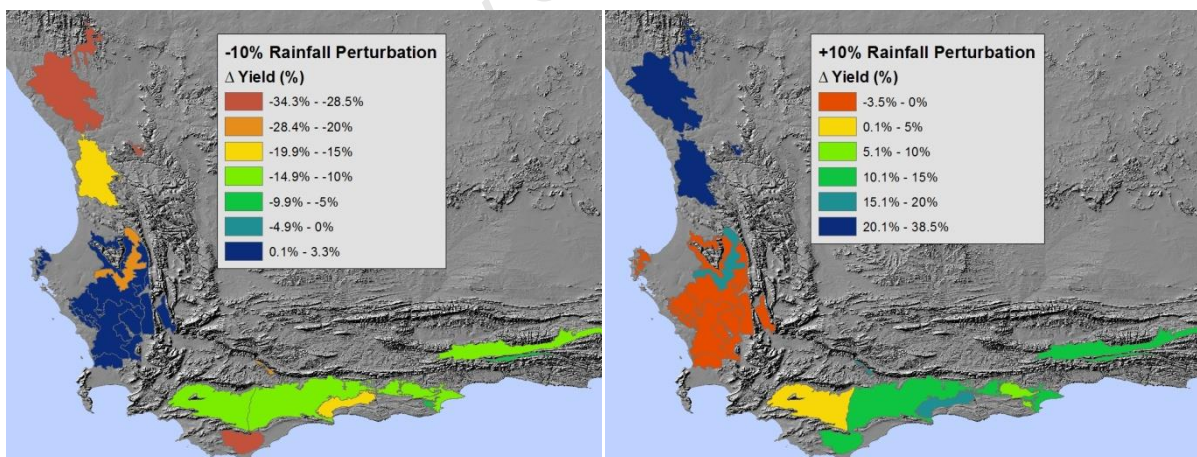 -10% Rainfall Perturbation
Δ Yield (%)
-34.3% - -28.5%
-28.4% - -20%
-19.9% - -15%
-14.9% - -10%
-9.9% - -5%
-4.9% - 0%
0.1% - 3.3%
+10% Rainfall Perturbation
Δ Yield (%)
-3.5% - 0%
0.1% - 5%
5.1% - 10%
10.1% - 15%
15.1% - 20%
20.1% - 38.5%